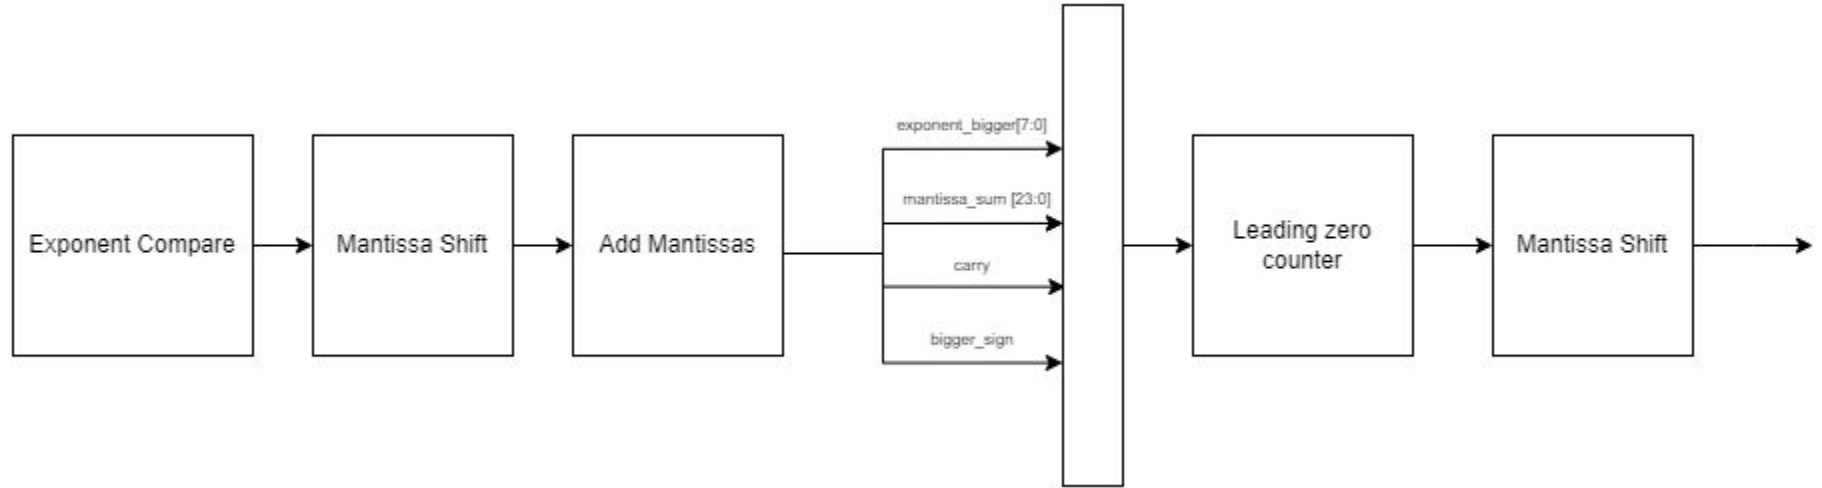 Exponent Compare
Mantissa Shift
Add Mantissas
exponent_bigger[7:0]
mantissa_sum [23:0]
carry
bigger_sign
Leading zero
counter
Mantissa Shift